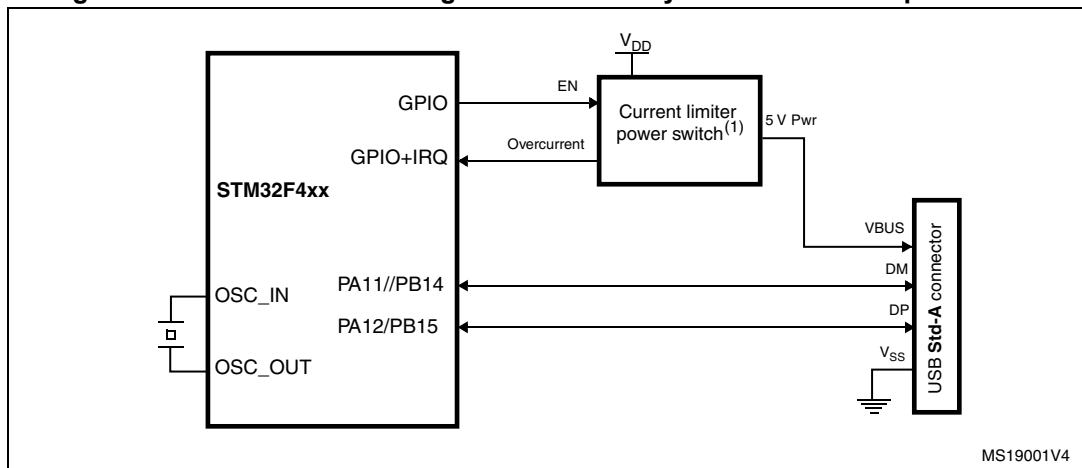 V_DD
GPIO
EN
Current limiter
power switch(1)
5 V Pwr
Overcurrent
GPIO+IRQ
STM32F4xx
VBUS
OSC_IN
PA11//PB14
DM
PA12/PB15
DP
OSC_OUT
V_SS
USB Std-A connector
MS19001V4